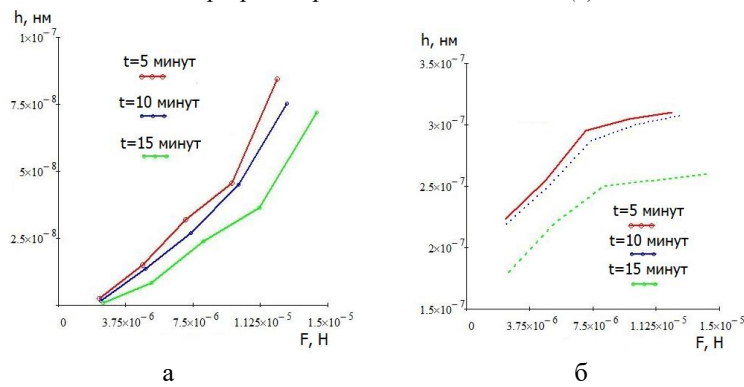 h, нм
1×10⁻⁷
t=5 минут
7.5×10⁻⁸
t=10 минут
5×10⁻⁸
t=15 минут
2.5×10⁻⁸
0
3.75×10⁻⁶
7.5×10⁻⁶
1.125×10⁻⁵
1.5×10⁻⁵
F, Н
а
h, нм
3.5×10⁻⁷
3×10⁻⁷
2.5×10⁻⁷
t=5 минут
t=10 минут
2×10⁻⁷
t=15 минут
1.5×10⁻⁷
0
3.75×10⁻⁶
7.5×10⁻⁶
1.125×10⁻⁵
1.5×10⁻⁵
F, Н
б